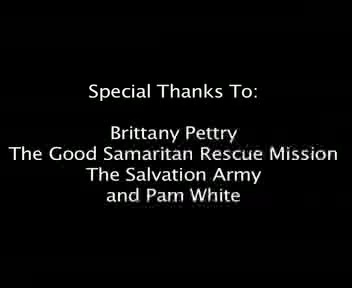 Special Thanks To:
Brittany Pettry
The Good Samaritan Rescue Mission
The Salvation Army
and Pam White